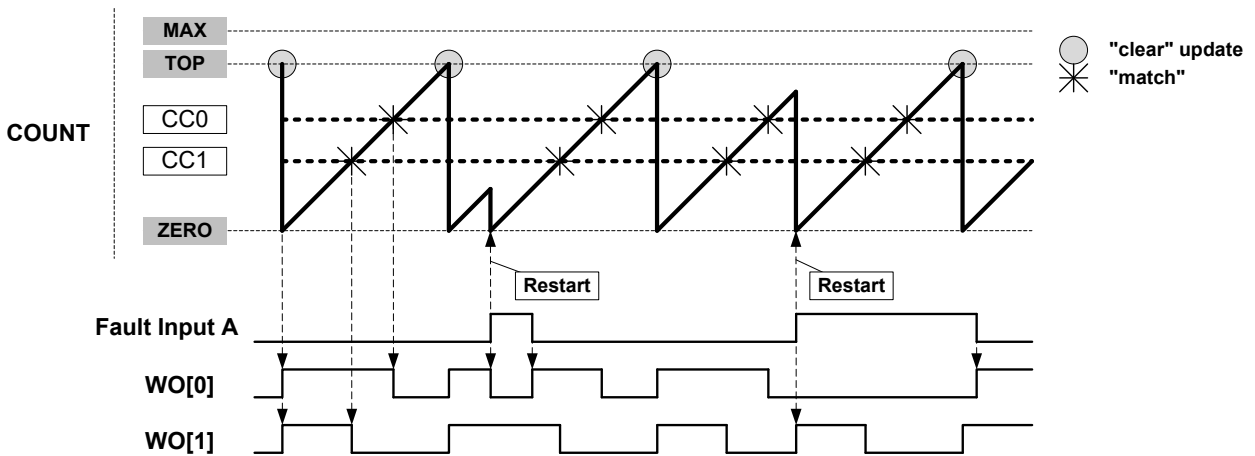 MAX
TOP
"clear" update
"match"
CC0
COUNT
CC1
ZERO
Restart
Restart
Fault Input A
WO[0]
WO[1]